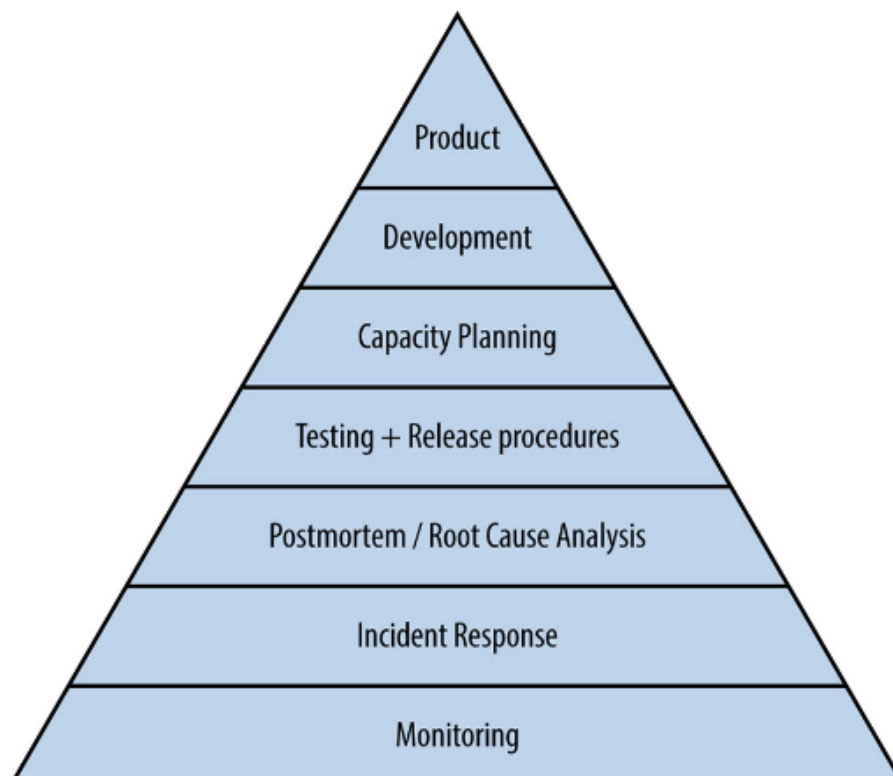 Product
Development
Capacity Planning
Testing + Release procedures
Postmortem / Root Cause Analysis
Incident Response
Monitoring